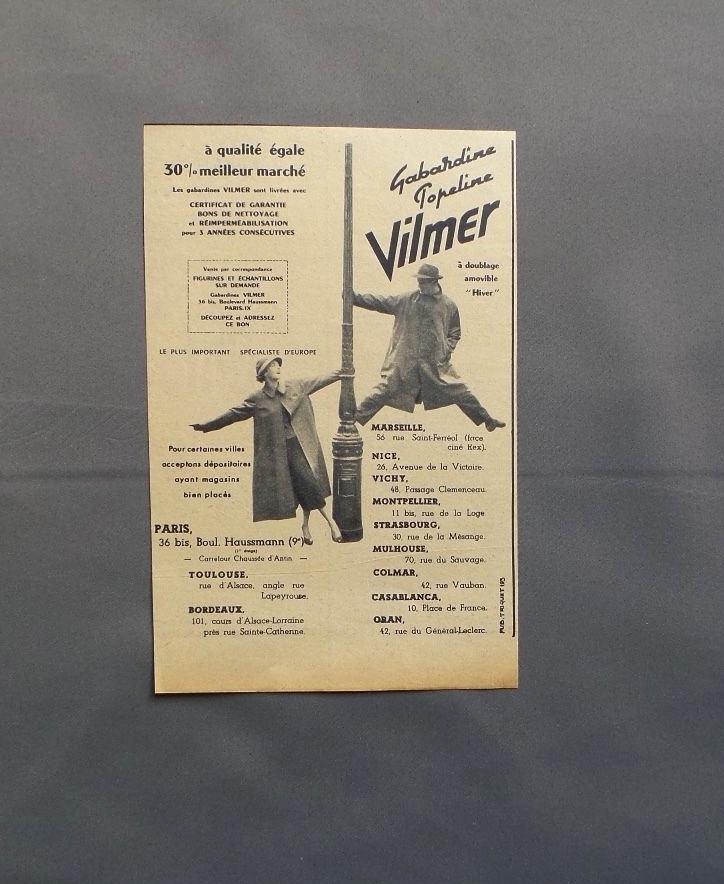 à qualité égale
30% meilleur marché
Les gabardines VILMER sont livrées avec
CERTIFICAT DE GARANTIE
BONS DE NETTOYAGE
et RÉIMPERMÉABILISATION
pour 3 ANNÉES CONSÉCUTIVES
Vente par correspondance
FIGURINES ET ÉCHANTILLONS
SUR DEMANDE
Gabardines VILMER
36 bis, Boulevard Haussmann
PARIS-IX
DÉCOUPEZ et ADRESSEZ
CE BON
LE PLUS IMPORTANT SPÉCIALISTE D'EUROPE
Pour certaines villes
acceptons dépositaires
ayant magasins
bien placés
PARIS,
36 bis, Boul. Haussmann (9e)
(1er étage)
— Carrefour Chaussée d'Antin —
TOULOUSE,
rue d'Alsace, angle rue
Lapeyrouse.
BORDEAUX,
101, cours d'Alsace-Lorraine
près rue Sainte-Catherine.
Gabardine
Popeline
Vilmer
à doublage
amovible
"Hiver"
MARSEILLE,
56 rue Saint-Ferréol (face
ciné Rex).
NICE,
26, Avenue de la Victoire.
VICHY,
48, Passage Clemenceau.
MONTPELLIER,
11 bis, rue de la Loge.
STRASBOURG,
30, rue de la Mésange.
MULHOUSE,
70, rue du Sauvage.
COLMAR,
42, rue Vauban.
CASABLANCA,
10, Place de France.
ORAN,
42, rue du Général-Leclerc.
PUB. TRIQUET